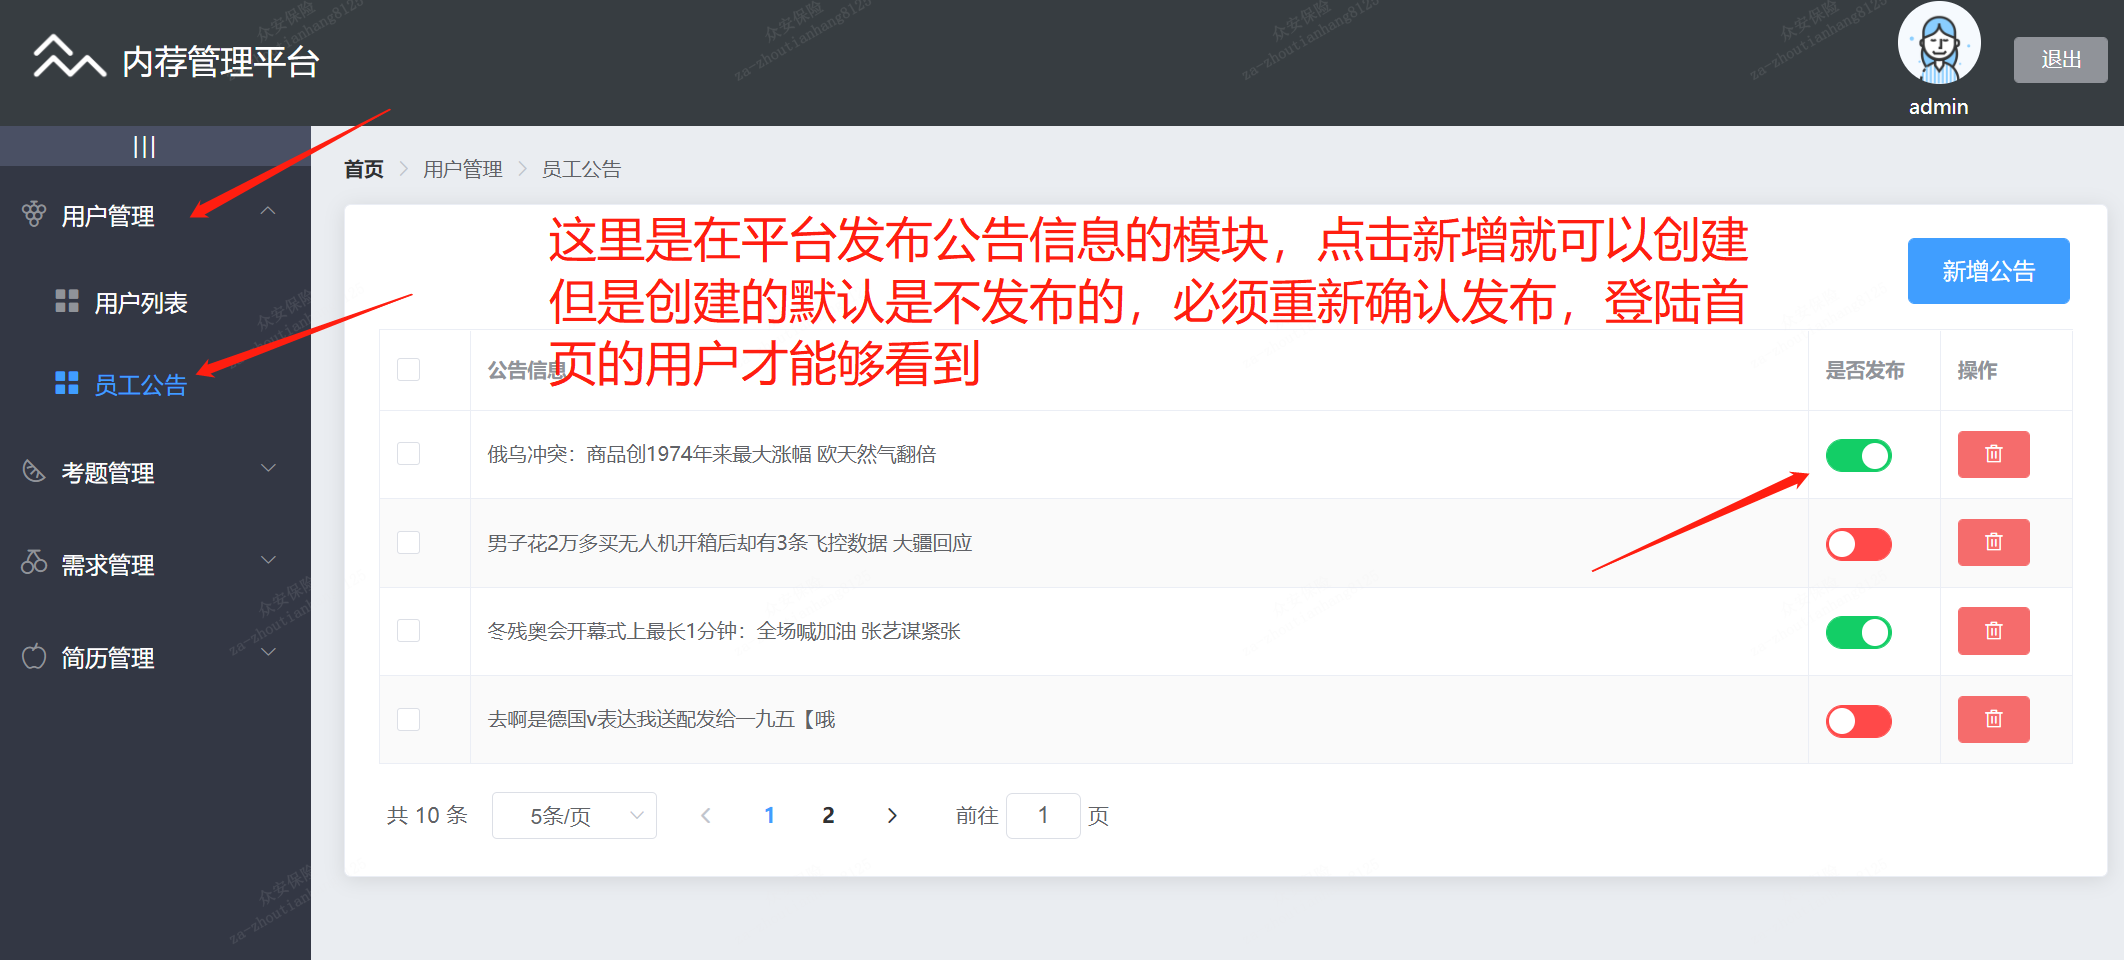 内荐管理平台
admin
退出
|||
用户管理
用户列表
员工公告
考题管理
需求管理
简历管理
首页 > 用户管理 > 员工公告
这里是在平台发布公告信息的模块，点击新增就可以创建
但是创建的默认是不发布的，必须重新确认发布，登陆首
页的用户才能够看到
新增公告
公告信息 是否发布 操作
俄乌冲突：商品创1974年来最大涨幅 欧天然气翻倍
男子花2万多买无人机开箱后却有3条飞控数据 大疆回应
冬残奥会开幕式上最长1分钟：全场喊加油 张艺谋紧张
去啊是德国v表达我送配发给一九五【哦
共 10 条 5条/页 < 1 2 > 前往 1 页
众安保险
za-zhoutianhang8125